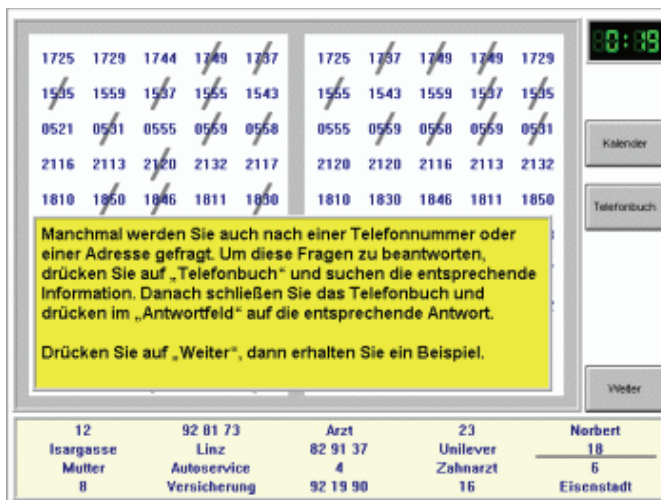 1725 1729 1744 1749 1737 1725 1737 1749 1749 1729
1535 1559 1537 1555 1543 1555 1543 1559 1537 1535
0521 0531 0555 0559 0558 0555 0559 0558 0559 0531
2116 2113 2120 2132 2117 2120 2120 2116 2113 2132
1810 1850 1846 1811 1830 1810 1830 1846 1811 1850
0:19
Kalender
Telefonbuch
Manchmal werden Sie auch nach einer Telefonnummer oder
einer Adresse gefragt. Um diese Fragen zu beantworten,
drücken Sie auf „Telefonbuch“ und suchen die entsprechende
Information. Danach schließen Sie das Telefonbuch und
drücken im „Antwortfeld“ auf die entsprechende Antwort.
Drücken Sie auf „Weiter“, dann erhalten Sie ein Beispiel.
Weiter
12 92 81 73 Arzt 23 Norbert
Isargasse Linz 82 91 37 Unilever 18
Mutter Autoservice 4 Zahnarzt 6
8 Versicherung 92 19 90 16 Eisenstadt